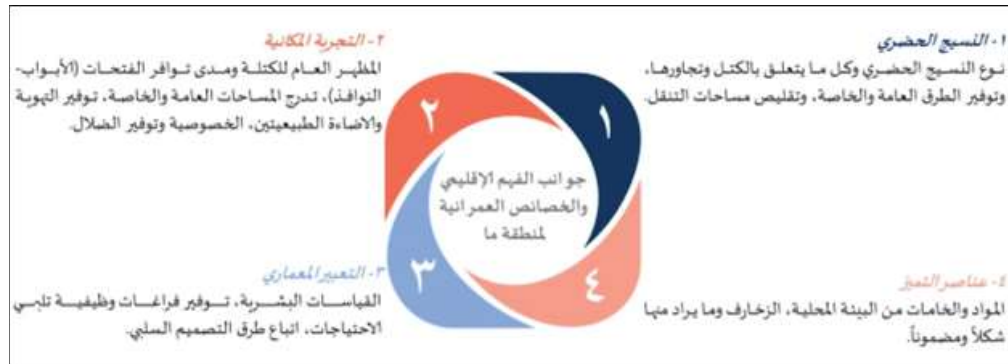 ١- النسيج الحضري
نوع النسيج الحضري وكل ما يتعلق بالكتل وتجاورها،
وتوفير الطرق العامة والخاصة، وتقليص مساحات التنقل.
٢- التجربة المكانية
المظهر العام للكتلة ومدى توافر الفتحات (الأبواب-
النوافذ)، تدرج المساحات العامة والخاصة، توفير التهوية
والاضاءة الطبيعيتين، الخصوصية وتوفير الضلال.
١
٢
جوانب الفهم الإقليمي
والخصائص العمرانية
لمنطقة ما
٣
٤
٣- التعبير المعماري
القياسات البشرية، توفير فراغات وظيفية تلبي
الاحتياجات، اتباع طرق التصميم السلبي.
٤- عناصر التميز
المواد والخامات من البيئة المحلية، الزخارف وما يراد منها
شكلاً ومضموناً.